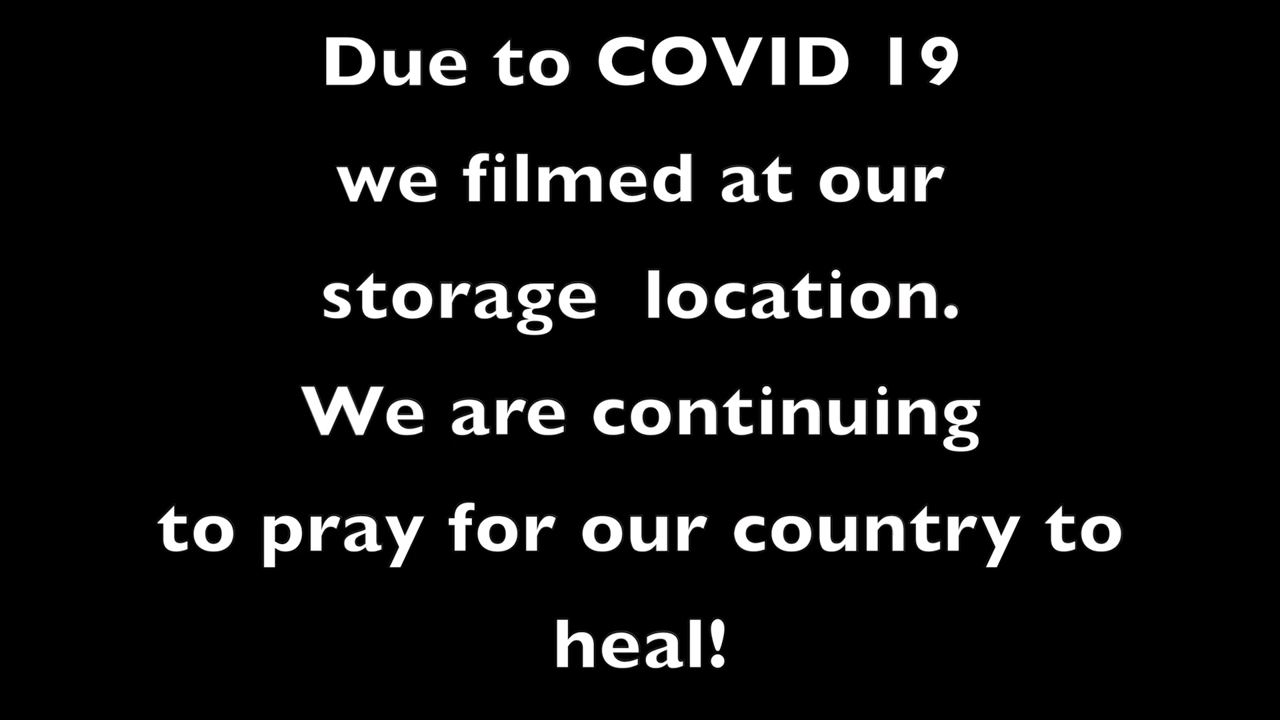 Due to COVID 19
we filmed at our
storage  location.
We are continuing
to pray for our country to
heal!